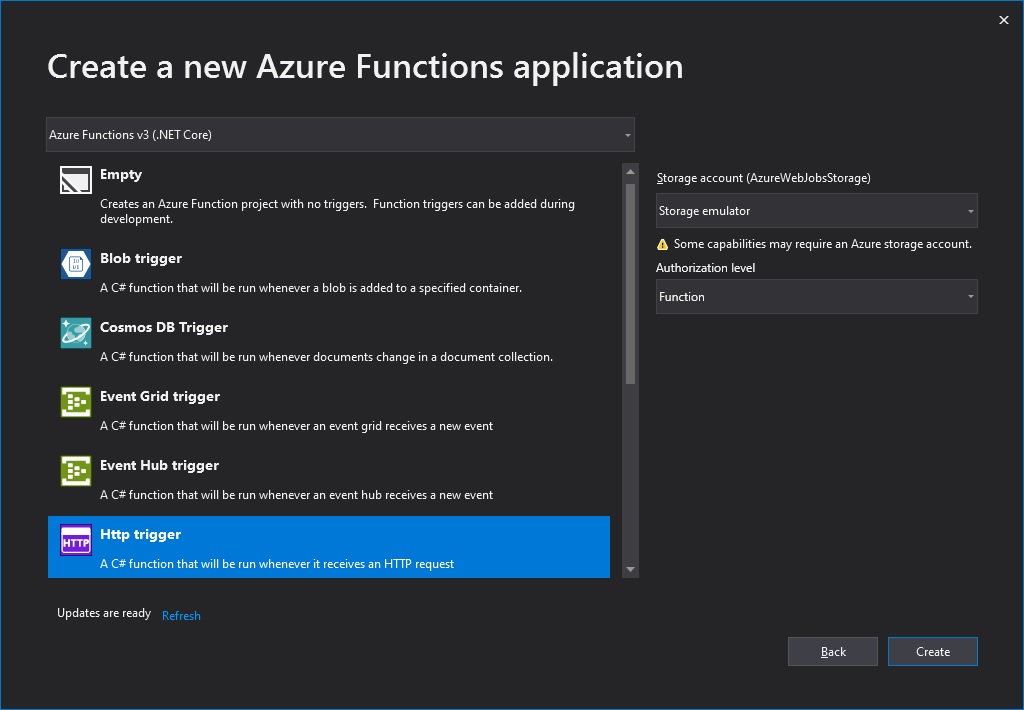 Create a new Azure Functions application
Azure Functions v3 (.NET Core)
Empty
Creates an Azure Function project with no triggers.  Function triggers can be added during
development.
Blob trigger
A C# function that will be run whenever a blob is added to a specified container.
Cosmos DB Trigger
A C# function that will be run whenever documents change in a document collection.
Event Grid trigger
A C# function that will be run whenever an event grid receives a new event
Event Hub trigger
A C# function that will be run whenever an event hub receives a new event
HTTP
Http trigger
A C# function that will be run whenever it receives an HTTP request
Storage account (AzureWebJobsStorage)
Storage emulator
Some capabilities may require an Azure storage account.
Authorization level
Function
Updates are ready Refresh
Back
Create